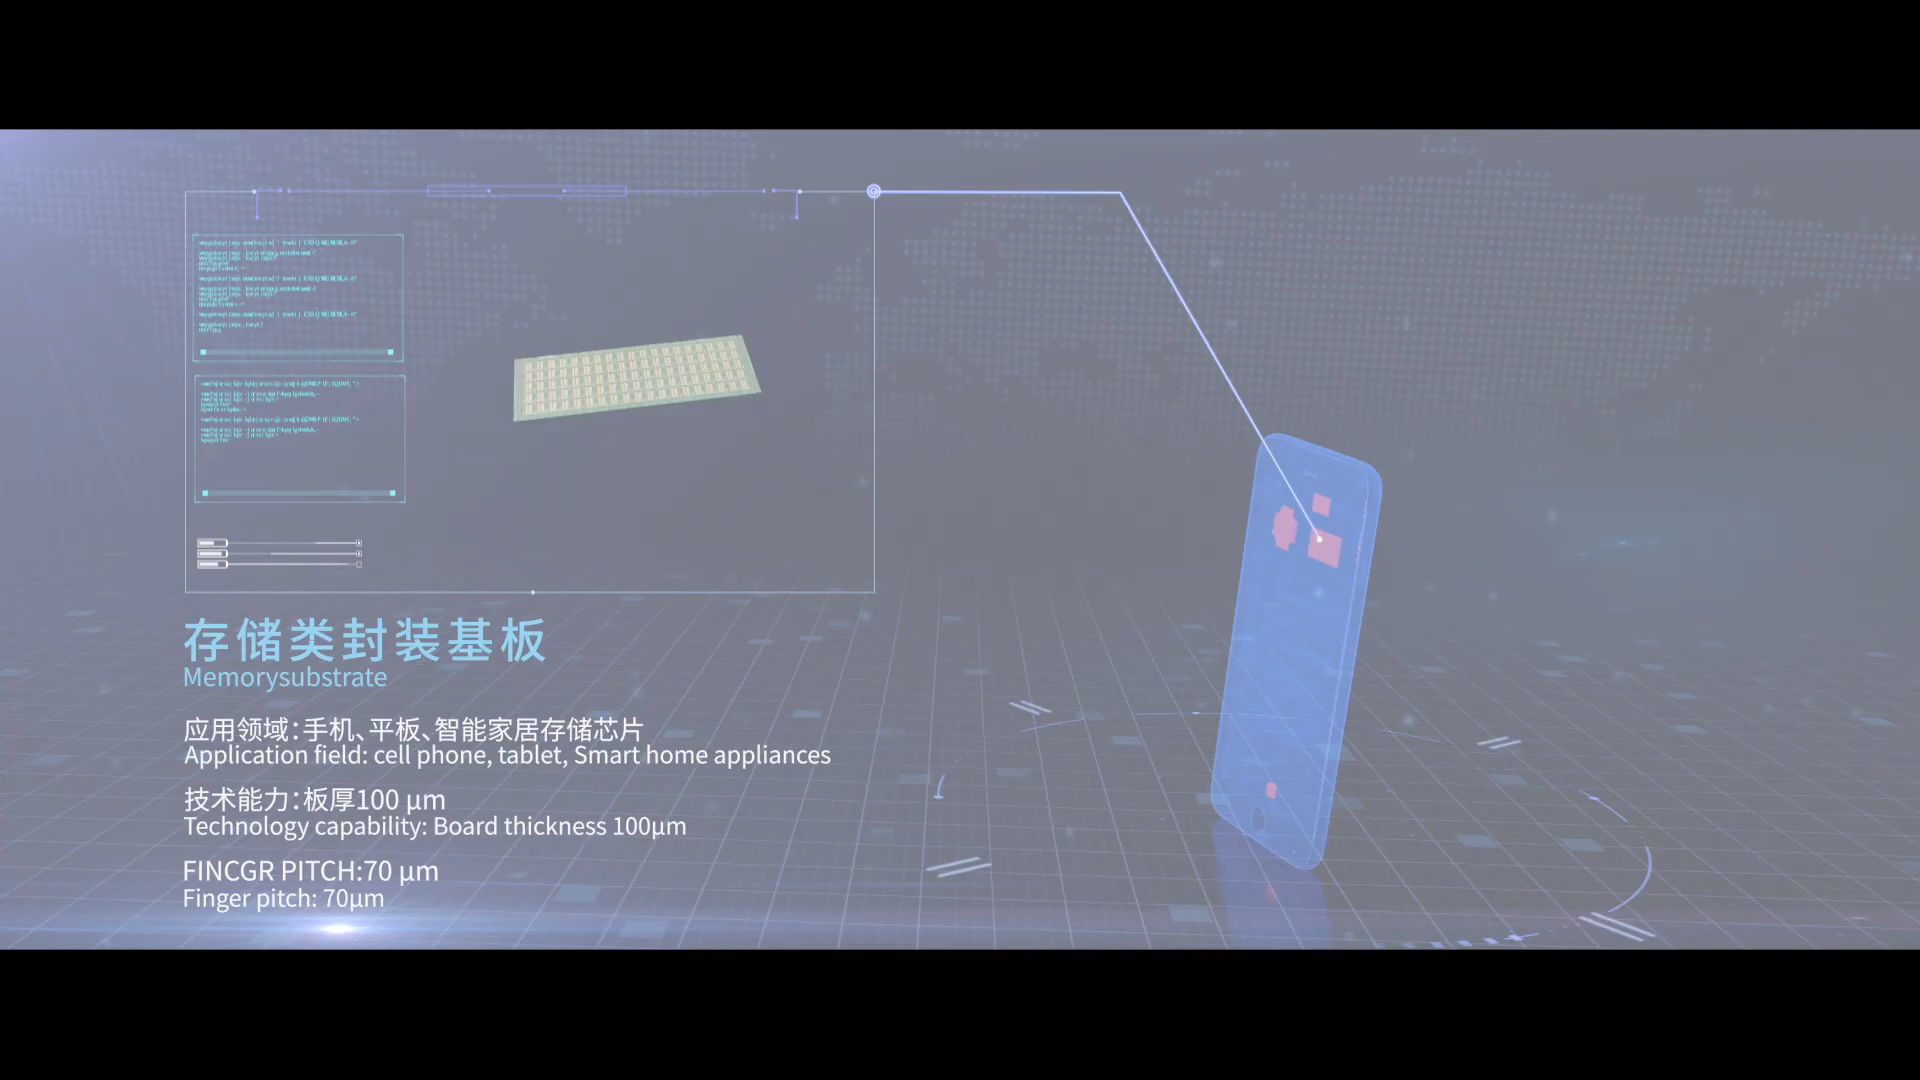 存储类封装基板
Memorysubstrate
应用领域：手机、平板、智能家居存储芯片
Application field: cell phone, tablet, Smart home appliances
技术能力：板厚100 μm
Technology capability: Board thickness 100μm
FINCGR PITCH:70 μm
Finger pitch: 70μm